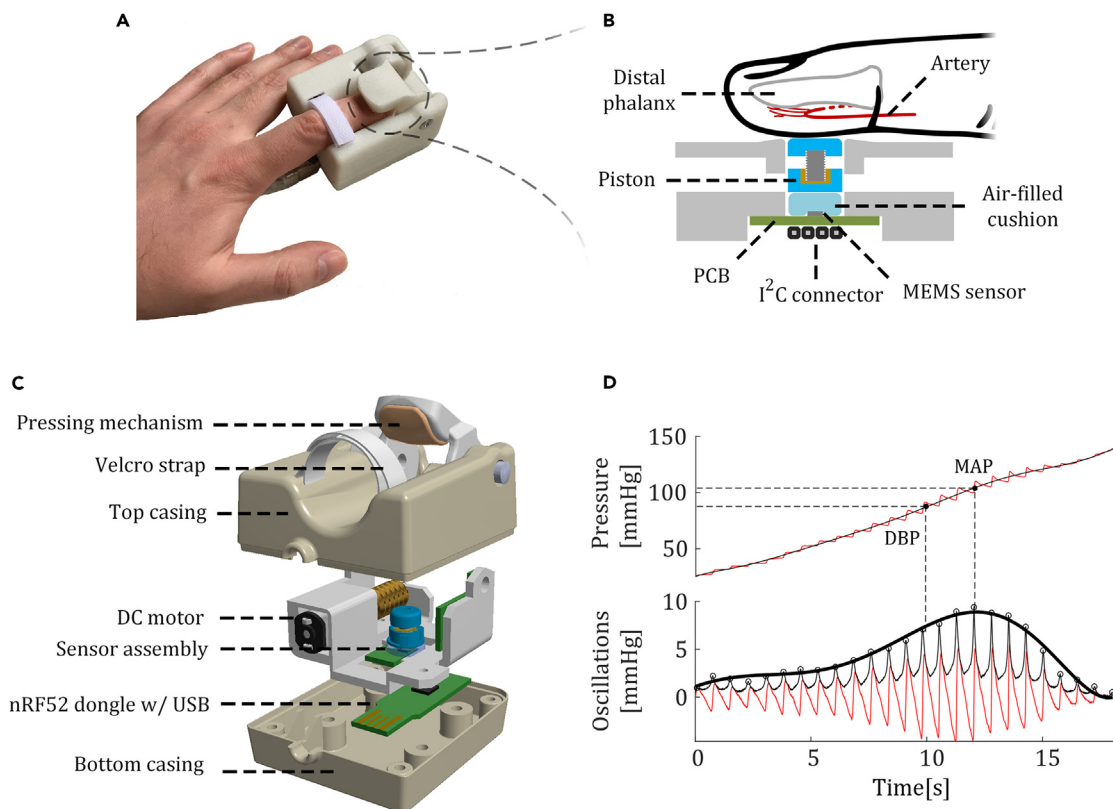 A
B
Distal
phalanx
Artery
Piston
Air-filled
cushion
PCB
I²C connector
MEMS sensor
C
Pressing mechanism
Velcro strap
Top casing
DC motor
Sensor assembly
nRF52 dongle w/ USB
Bottom casing
D
Pressure
[mmHg]
150
100
50
MAP
DBP
Oscillations
[mmHg]
10
5
0
0
5
10
15
Time[s]